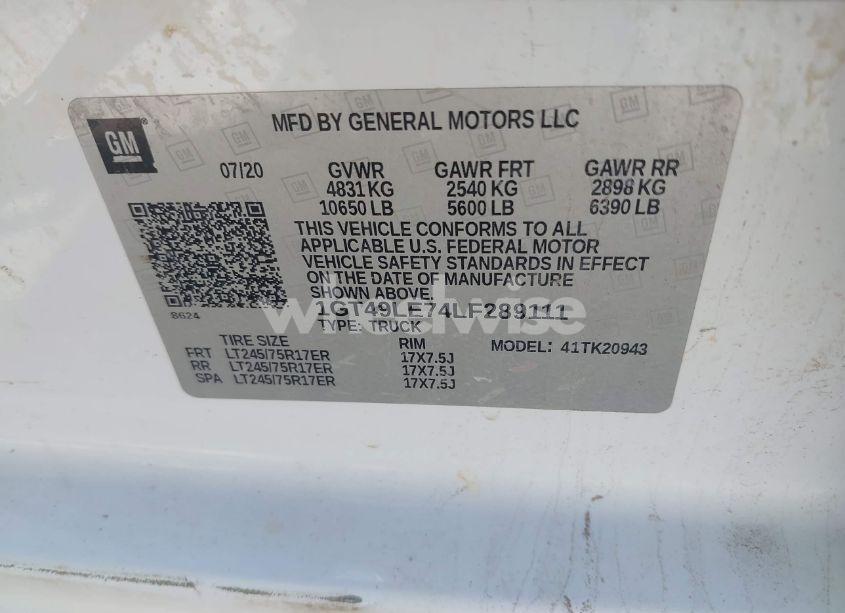 GM
MFD BY GENERAL MOTORS LLC
07/20 GVWR GAWR FRT GAWR RR
4831 KG 2540 KG 2898 KG
10650 LB 5600 LB 6390 LB
THIS VEHICLE CONFORMS TO ALL
APPLICABLE U.S. FEDERAL MOTOR
VEHICLE SAFETY STANDARDS IN EFFECT
ON THE DATE OF MANUFACTURE
SHOWN ABOVE.
1GT49LE74LF289111
8624 TYPE: TRUCK
TIRE SIZE RIM MODEL: 41TK20943
FRT LT245/75R17ER 17X7.5J
RR LT245/75R17ER 17X7.5J
SPA LT245/75R17ER 17X7.5J
wheelwise